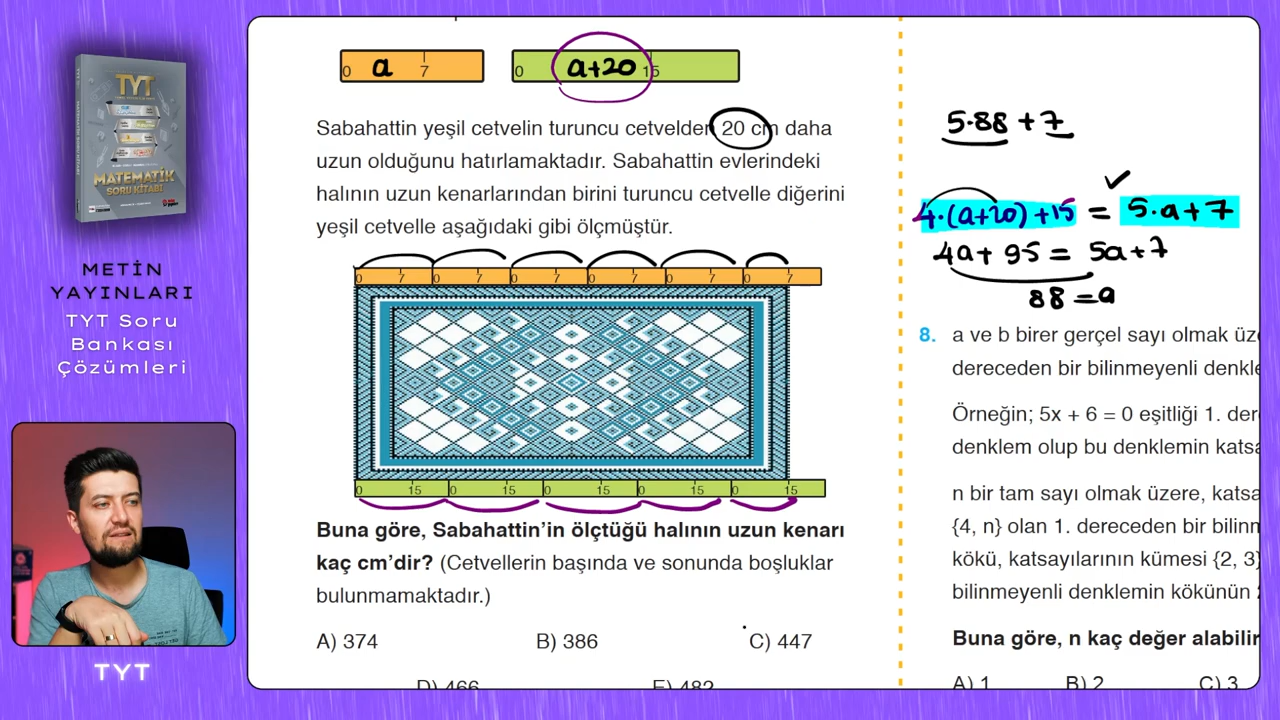 TYT
MATEMATİK
SORU KİTABI
METİN
YAYINLARI
TYT Soru
Bankası
Çözümleri
TYT
0 a 7
0 a+20 15
Sabahattin yeşil cetvelin turuncu cetvelden 20 cm daha
uzun olduğunu hatırlamaktadır. Sabahattin evlerindeki
halının uzun kenarlarından birini turuncu cetvelle diğerini
yeşil cetvelle aşağıdaki gibi ölçmüştür.
0 7 0 7 0 7 0 7 0 7 0 7
0 15 0 15 0 15 0 15 0 15
Buna göre, Sabahattin'in ölçtüğü halının uzun kenarı
kaç cm'dir? (Cetvellerin başında ve sonunda boşluklar
bulunmamaktadır.)
A) 374 B) 386 C) 447
D) 466 E) 482
5·88+7
4·(a+20)+15 = 5·a+7
4a+95 = 5a+7
88 = a
8. a ve b birer gerçel sayı olmak
dereceden bir bilinmeyenli
Örneğin; 5x + 6 = 0 eşitliği 1.
denklem olup bu denklemin
n bir tam sayı olmak üzere,
{4, n} olan 1. dereceden bir
kökü, katsayılarının kümesi {2, 3}
bilinmeyenli denklemin kökünün
Buna göre, n kaç değer
A) 1 B) 2 C) 3